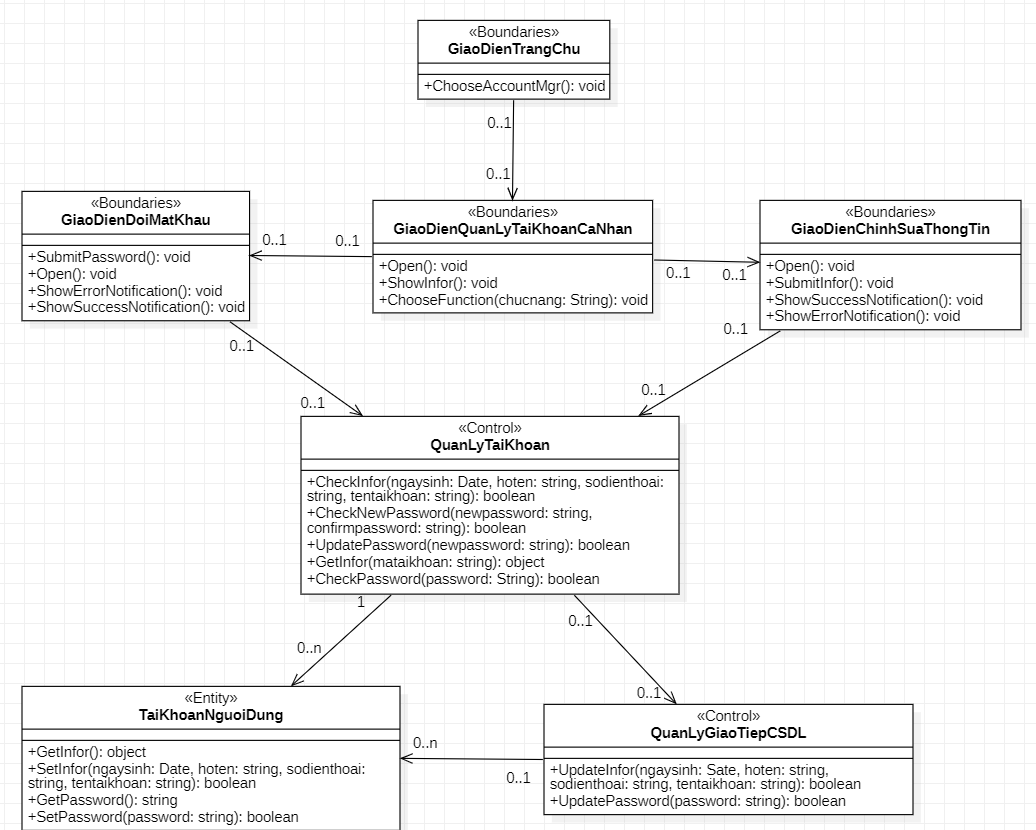 «Boundaries»
GiaoDienTrangChu
+ChooseAccountMgr(): void
0..1
0..1
«Boundaries»
GiaoDienDoiMatKhau
+SubmitPassword(): void
+Open(): void
+ShowErrorNotification(): void
+ShowSuccessNotification(): void
0..1
0..1
«Boundaries»
GiaoDienQuanLyTaiKhoanCaNhan
+Open(): void
+ShowInfor(): void
+ChooseFunction(chucnang: String): void
0..1
0..1
«Boundaries»
GiaoDienChinhSuaThongTin
+Open(): void
+SubmitInfor(): void
+ShowSuccessNotification(): void
+ShowErrorNotification(): void
0..1
0..1
0..1
0..1
«Control»
QuanLyTaiKhoan
+CheckInfor(ngaysinh: Date, hoten: string, sodienthoai:
string, tentaikhoan: string): boolean
+CheckNewPassword(newpassword: string,
confirmpassword: string): boolean
+UpdatePassword(newpassword: string): boolean
+GetInfor(mataikhoan: string): object
+CheckPassword(password: String): boolean
1
0..n
0..1
0..1
«Entity»
TaiKhoanNguoiDung
+GetInfor(): object
+SetInfor(ngaysinh: Date, hoten: string, sodienthoai:
string, tentaikhoan: string): boolean
+GetPassword(): string
+SetPassword(password: string): boolean
0..n
0..1
«Control»
QuanLyGiaoTiepCSDL
+UpdateInfor(ngaysinh: Sate, hoten: string,
sodienthoai: string, tentaikhoan: string): boolean
+UpdatePassword(password: string): boolean